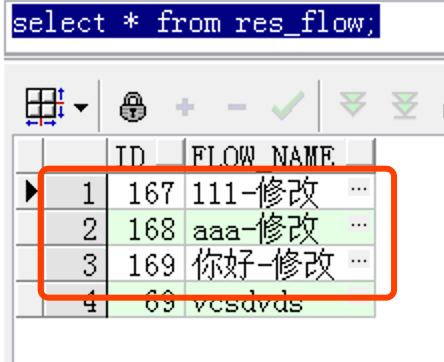 select * from res_flow;
ID FLOW_NAME
1 167 111-修改 ...
2 168 aaa-修改 ...
3 169 你好-修改 ...
4 69 vcsdvds ...